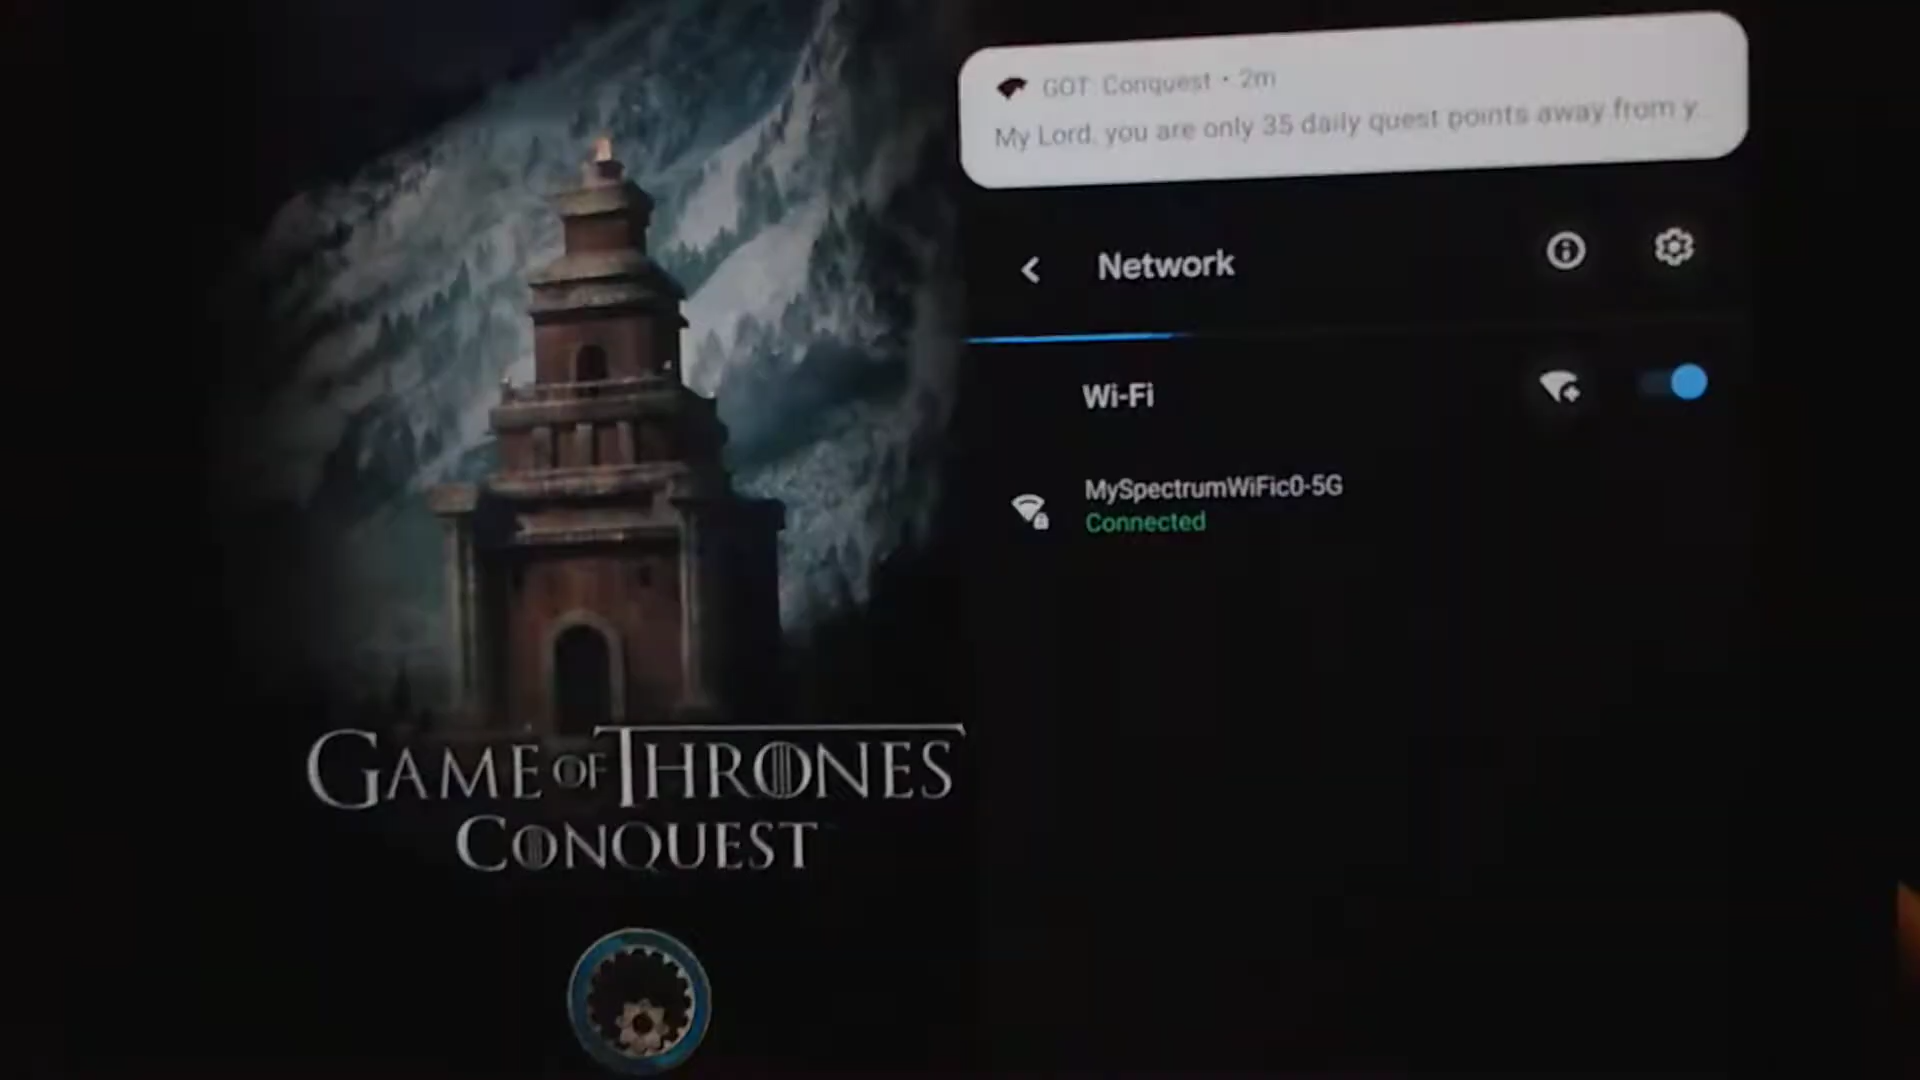 GOT: Conquest • 2m
My Lord, you are only 35 daily quest points away from y...
Network
Wi-Fi
MySpectrumWiFic0-5G
Connected
GAME OF THRONES
CONQUEST